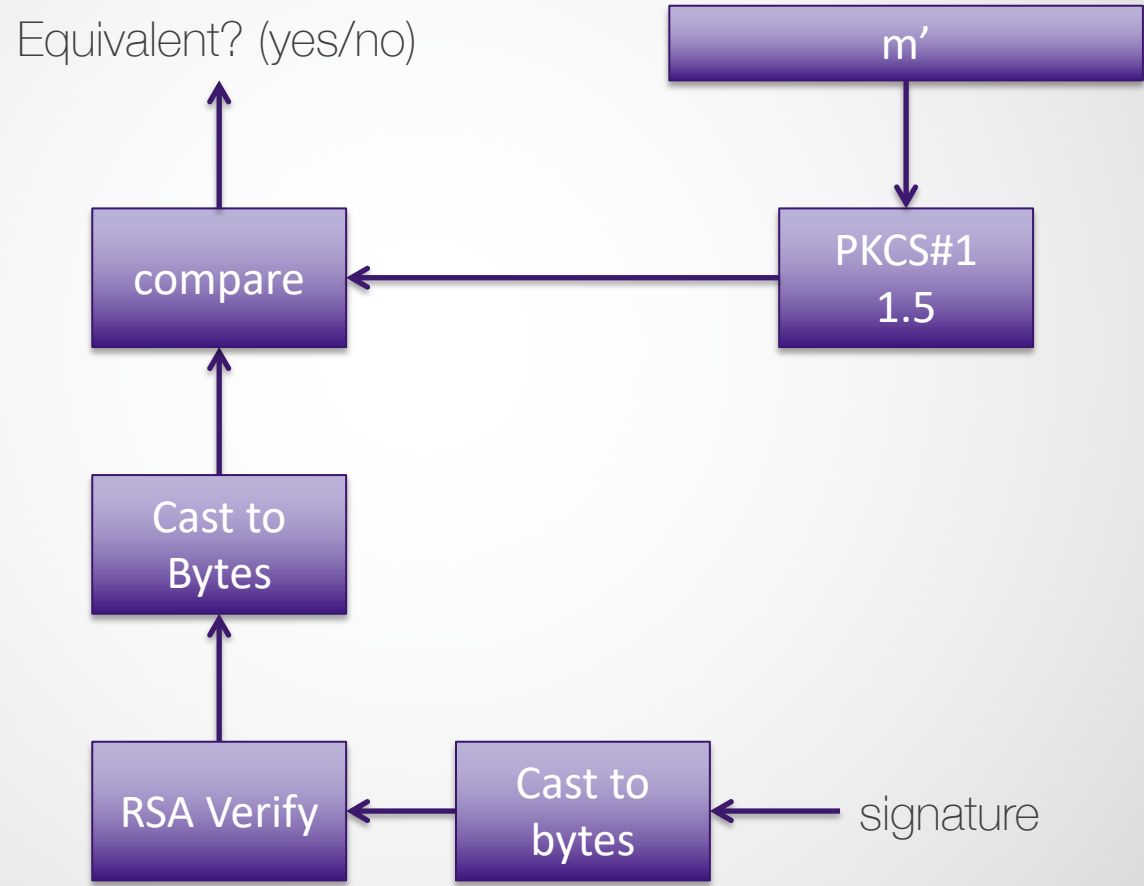 Equivalent? (yes/no)
m’
compare
PKCS#1
1.5
Cast to
Bytes
RSA Verify
Cast to
bytes
signature